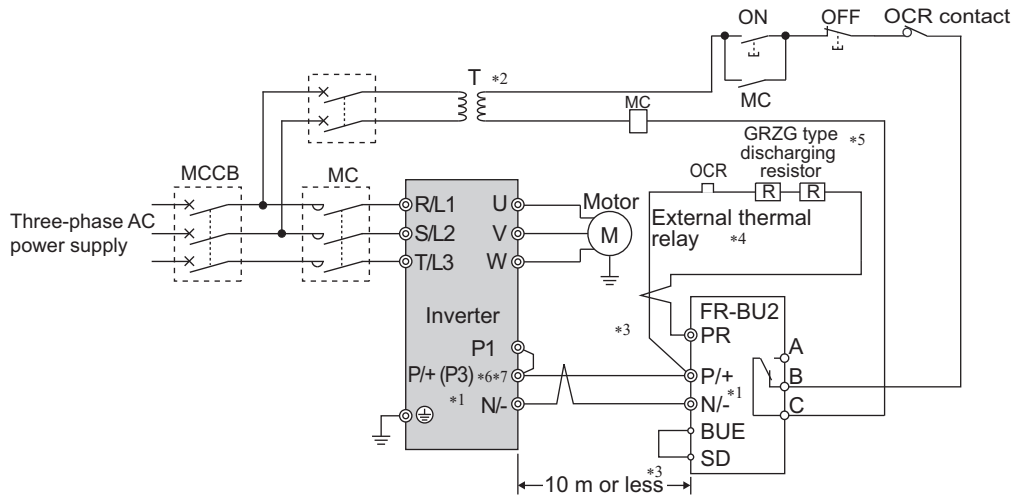 ON
OFF
OCR contact
T *2
MC
MC
GRZG type *5
discharging
resistor
OCR
R
R
MCCB
MC
External thermal
relay *4
Three-phase AC
power supply
R/L1
S/L2
T/L3
U
V
W
Motor
M
Inverter
P1
P/+ (P3) *6*7
*1
N/-
*3
FR-BU2
PR
P/+
N/- *1
BUE
SD
A
B
C
10 m or less *3